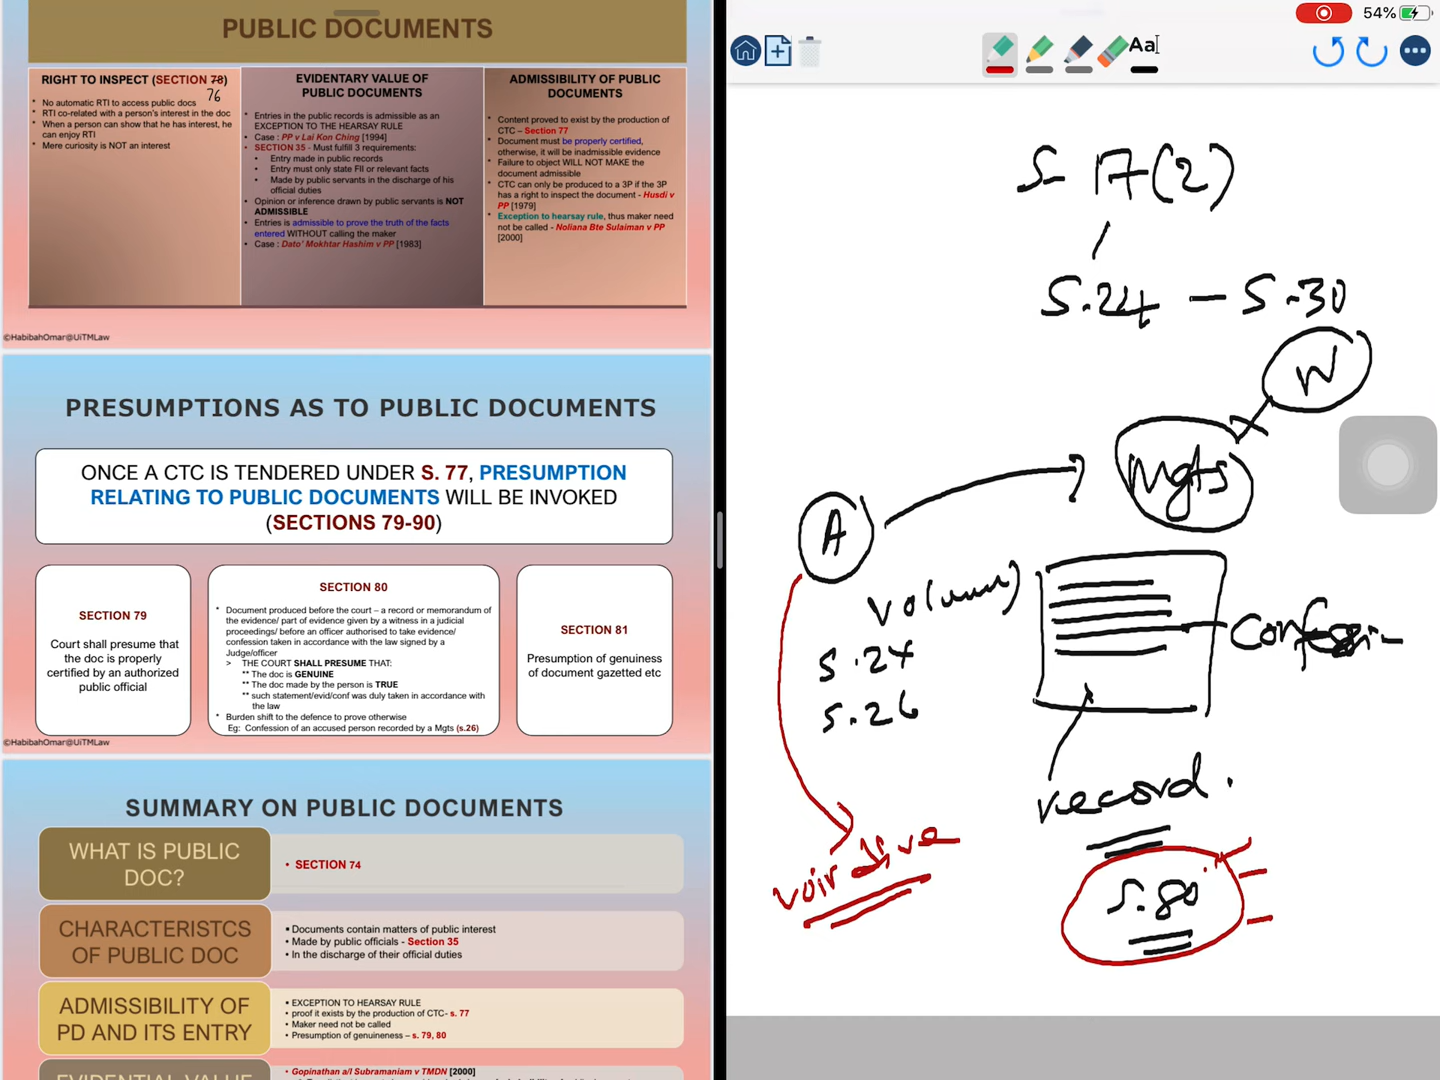 PUBLIC DOCUMENTS
RIGHT TO INSPECT (SECTION 78)
76
* No automatic RTI to access public docs
* RTI co-related with a person's interest in the doc
* When a person can show that he has interest, he
can enjoy RTI
* Mere curiosity is NOT an interest
EVIDENTARY VALUE OF
PUBLIC DOCUMENTS
• Entries in the public records is admissible as an
EXCEPTION TO THE HEARSAY RULE
• Case : PP v Lai Kon Ching [1994]
• SECTION 35 - Must fulfill 3 requirements:
• Entry made in public records
• Entry must only state FII or relevant facts
• Made by public servants in the discharge of his
official duties
• Opinion or inference drawn by public servants is NOT
ADMISSIBLE
• Entries is admissible to prove the truth of the facts
entered WITHOUT calling the maker
• Case : Dato' Mokhtar Hashim v PP [1983]
ADMISSIBILITY OF PUBLIC
DOCUMENTS
• Content proved to exist by the production of
CTC – Section 77
• Document must be properly certified,
otherwise, it will be inadmissible evidence
• Failure to object WILL NOT MAKE the
document admissible
• CTC can only be produced to a 3P if the 3P
has a right to inspect the document - Husdi v
PP [1979]
• Exception to hearsay rule, thus maker need
not be called - Noliana Bte Sulaiman v PP
[2000]
©HabibahOmar@UiTMLaw
PRESUMPTIONS AS TO PUBLIC DOCUMENTS
ONCE A CTC IS TENDERED UNDER S. 77, PRESUMPTION
RELATING TO PUBLIC DOCUMENTS WILL BE INVOKED
(SECTIONS 79-90)
SECTION 79
Court shall presume that
the doc is properly
certified by an authorized
public official
SECTION 80
* Document produced before the court – a record or memorandum of
the evidence/ part of evidence given by a witness in a judicial
proceedings/ before an officer authorised to take evidence/
confession taken in accordance with the law signed by a
Judge/officer
> THE COURT SHALL PRESUME THAT:
** The doc is GENUINE
** The doc made by the person is TRUE
** such statement/evid/conf was duly taken in accordance with
the law
* Burden shift to the defence to prove otherwise
Eg: Confession of an accused person recorded by a Mgts (s.26)
SECTION 81
Presumption of genuiness
of document gazetted etc
©HabibahOmar@UiTMLaw
SUMMARY ON PUBLIC DOCUMENTS
WHAT IS PUBLIC
DOC?
• SECTION 74
CHARACTERISTCS
OF PUBLIC DOC
▪ Documents contain matters of public interest
▪ Made by public officials - Section 35
▪ In the discharge of their official duties
ADMISSIBILITY OF
PD AND ITS ENTRY
▪ EXCEPTION TO HEARSAY RULE
▪ proof it exists by the production of CTC- s. 77
▪ Maker need not be called
▪ Presumption of genuineness – s. 79, 80
EVIDENTIAL VALUE
• Gopinathan a/l Subramaniam v TMDN [2000]
54%
Aa
S 17(2)
S.24 - S.30
N
Mgts
A
S.24
S.26
record.
voir dire
S.80